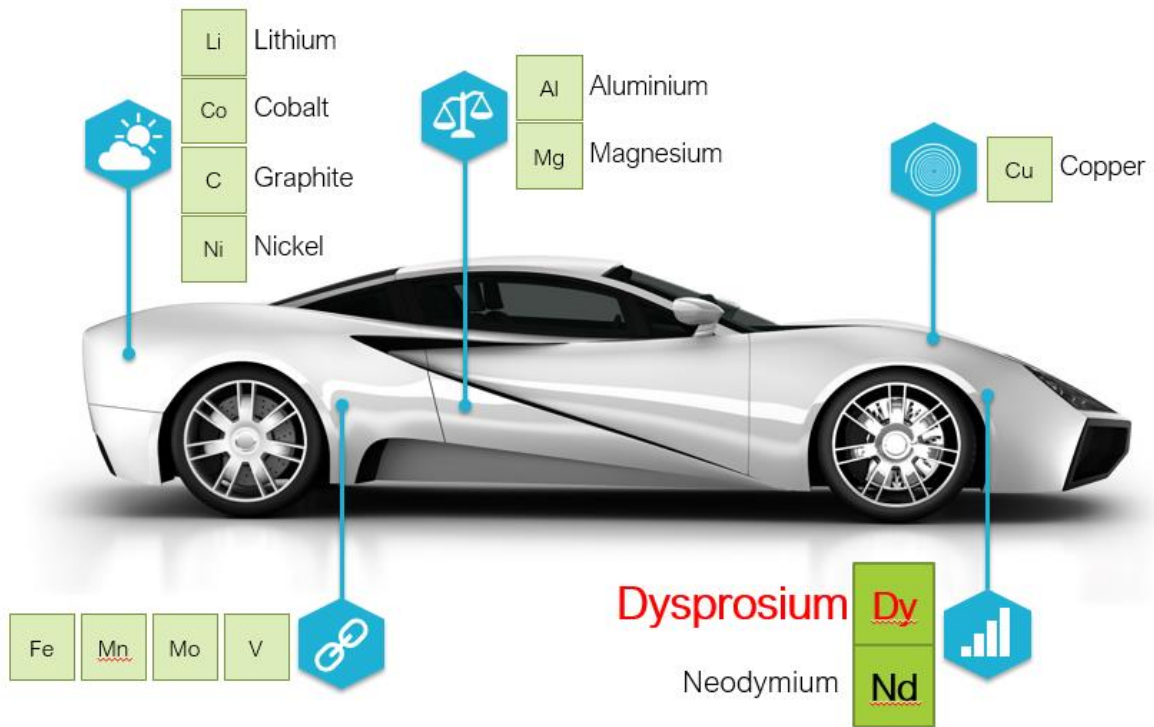 Li Lithium
Co Cobalt
C Graphite
Ni Nickel
Al Aluminium
Mg Magnesium
Cu Copper
Fe Mn Mo V
Dysprosium Dy
Neodymium Nd